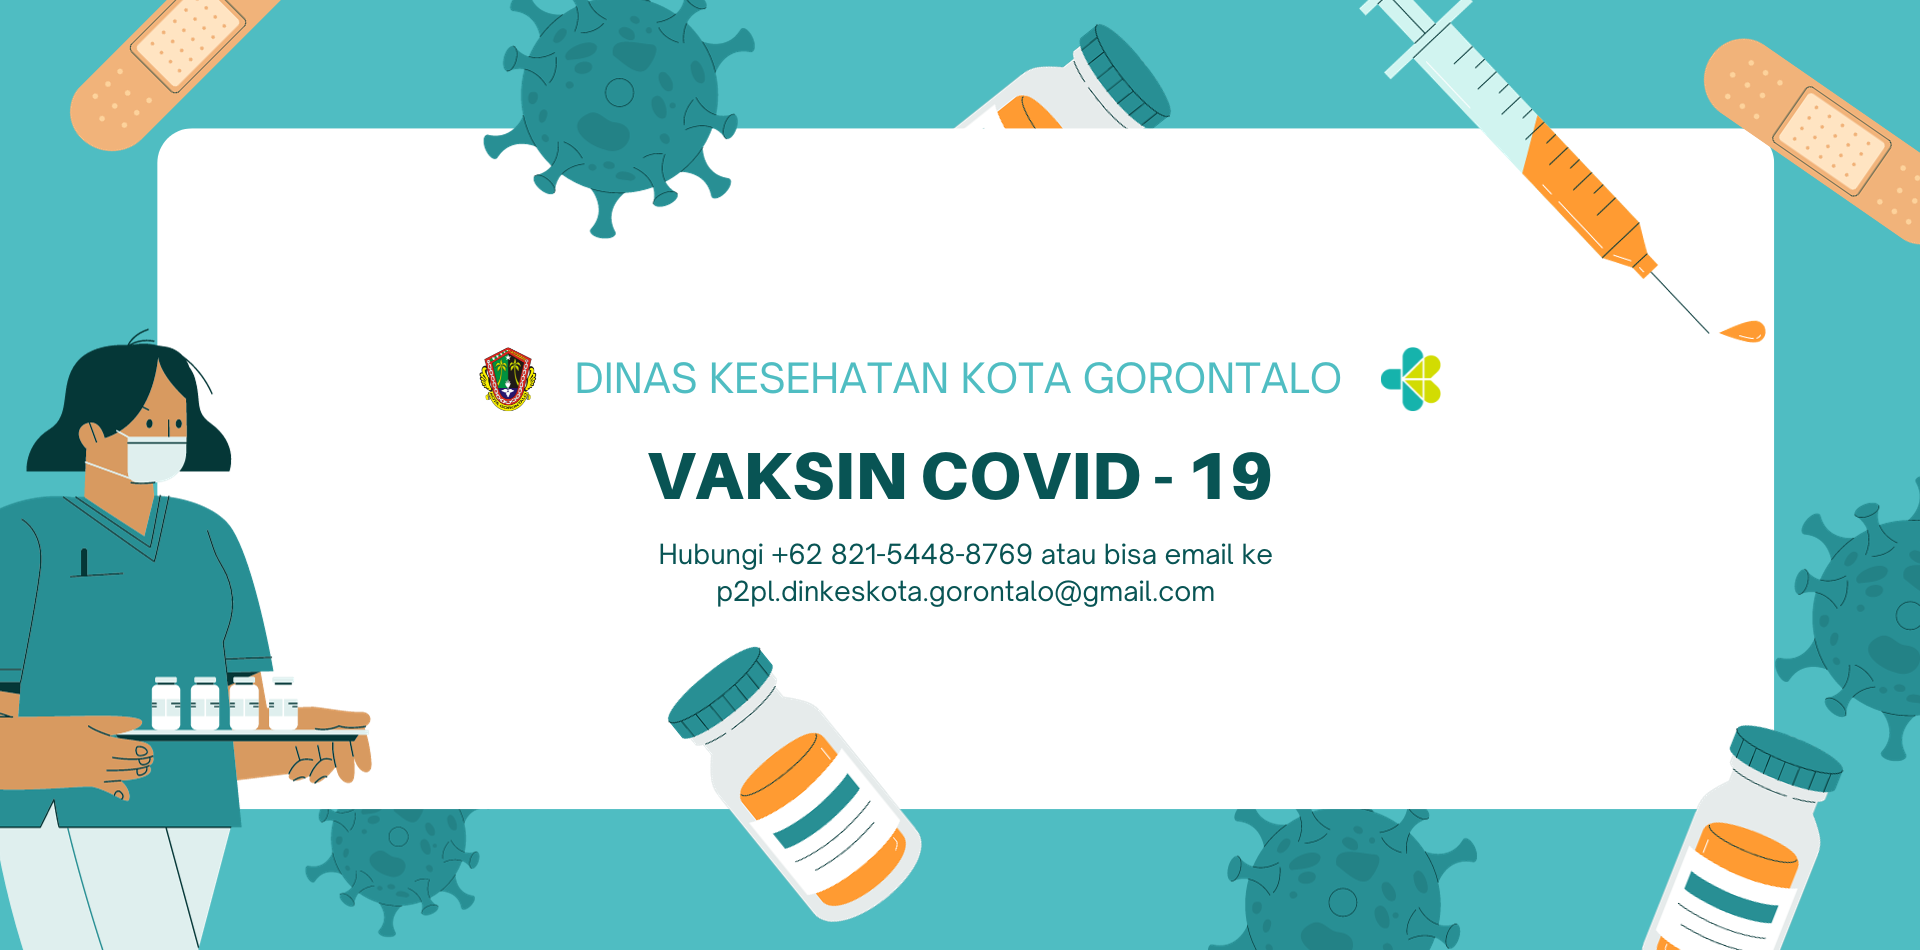 DINAS KESEHATAN KOTA GORONTALO
VAKSIN COVID - 19
Hubungi +62 821-5448-8769 atau bisa email ke
p2pl.dinkeskota.gorontalo@gmail.com